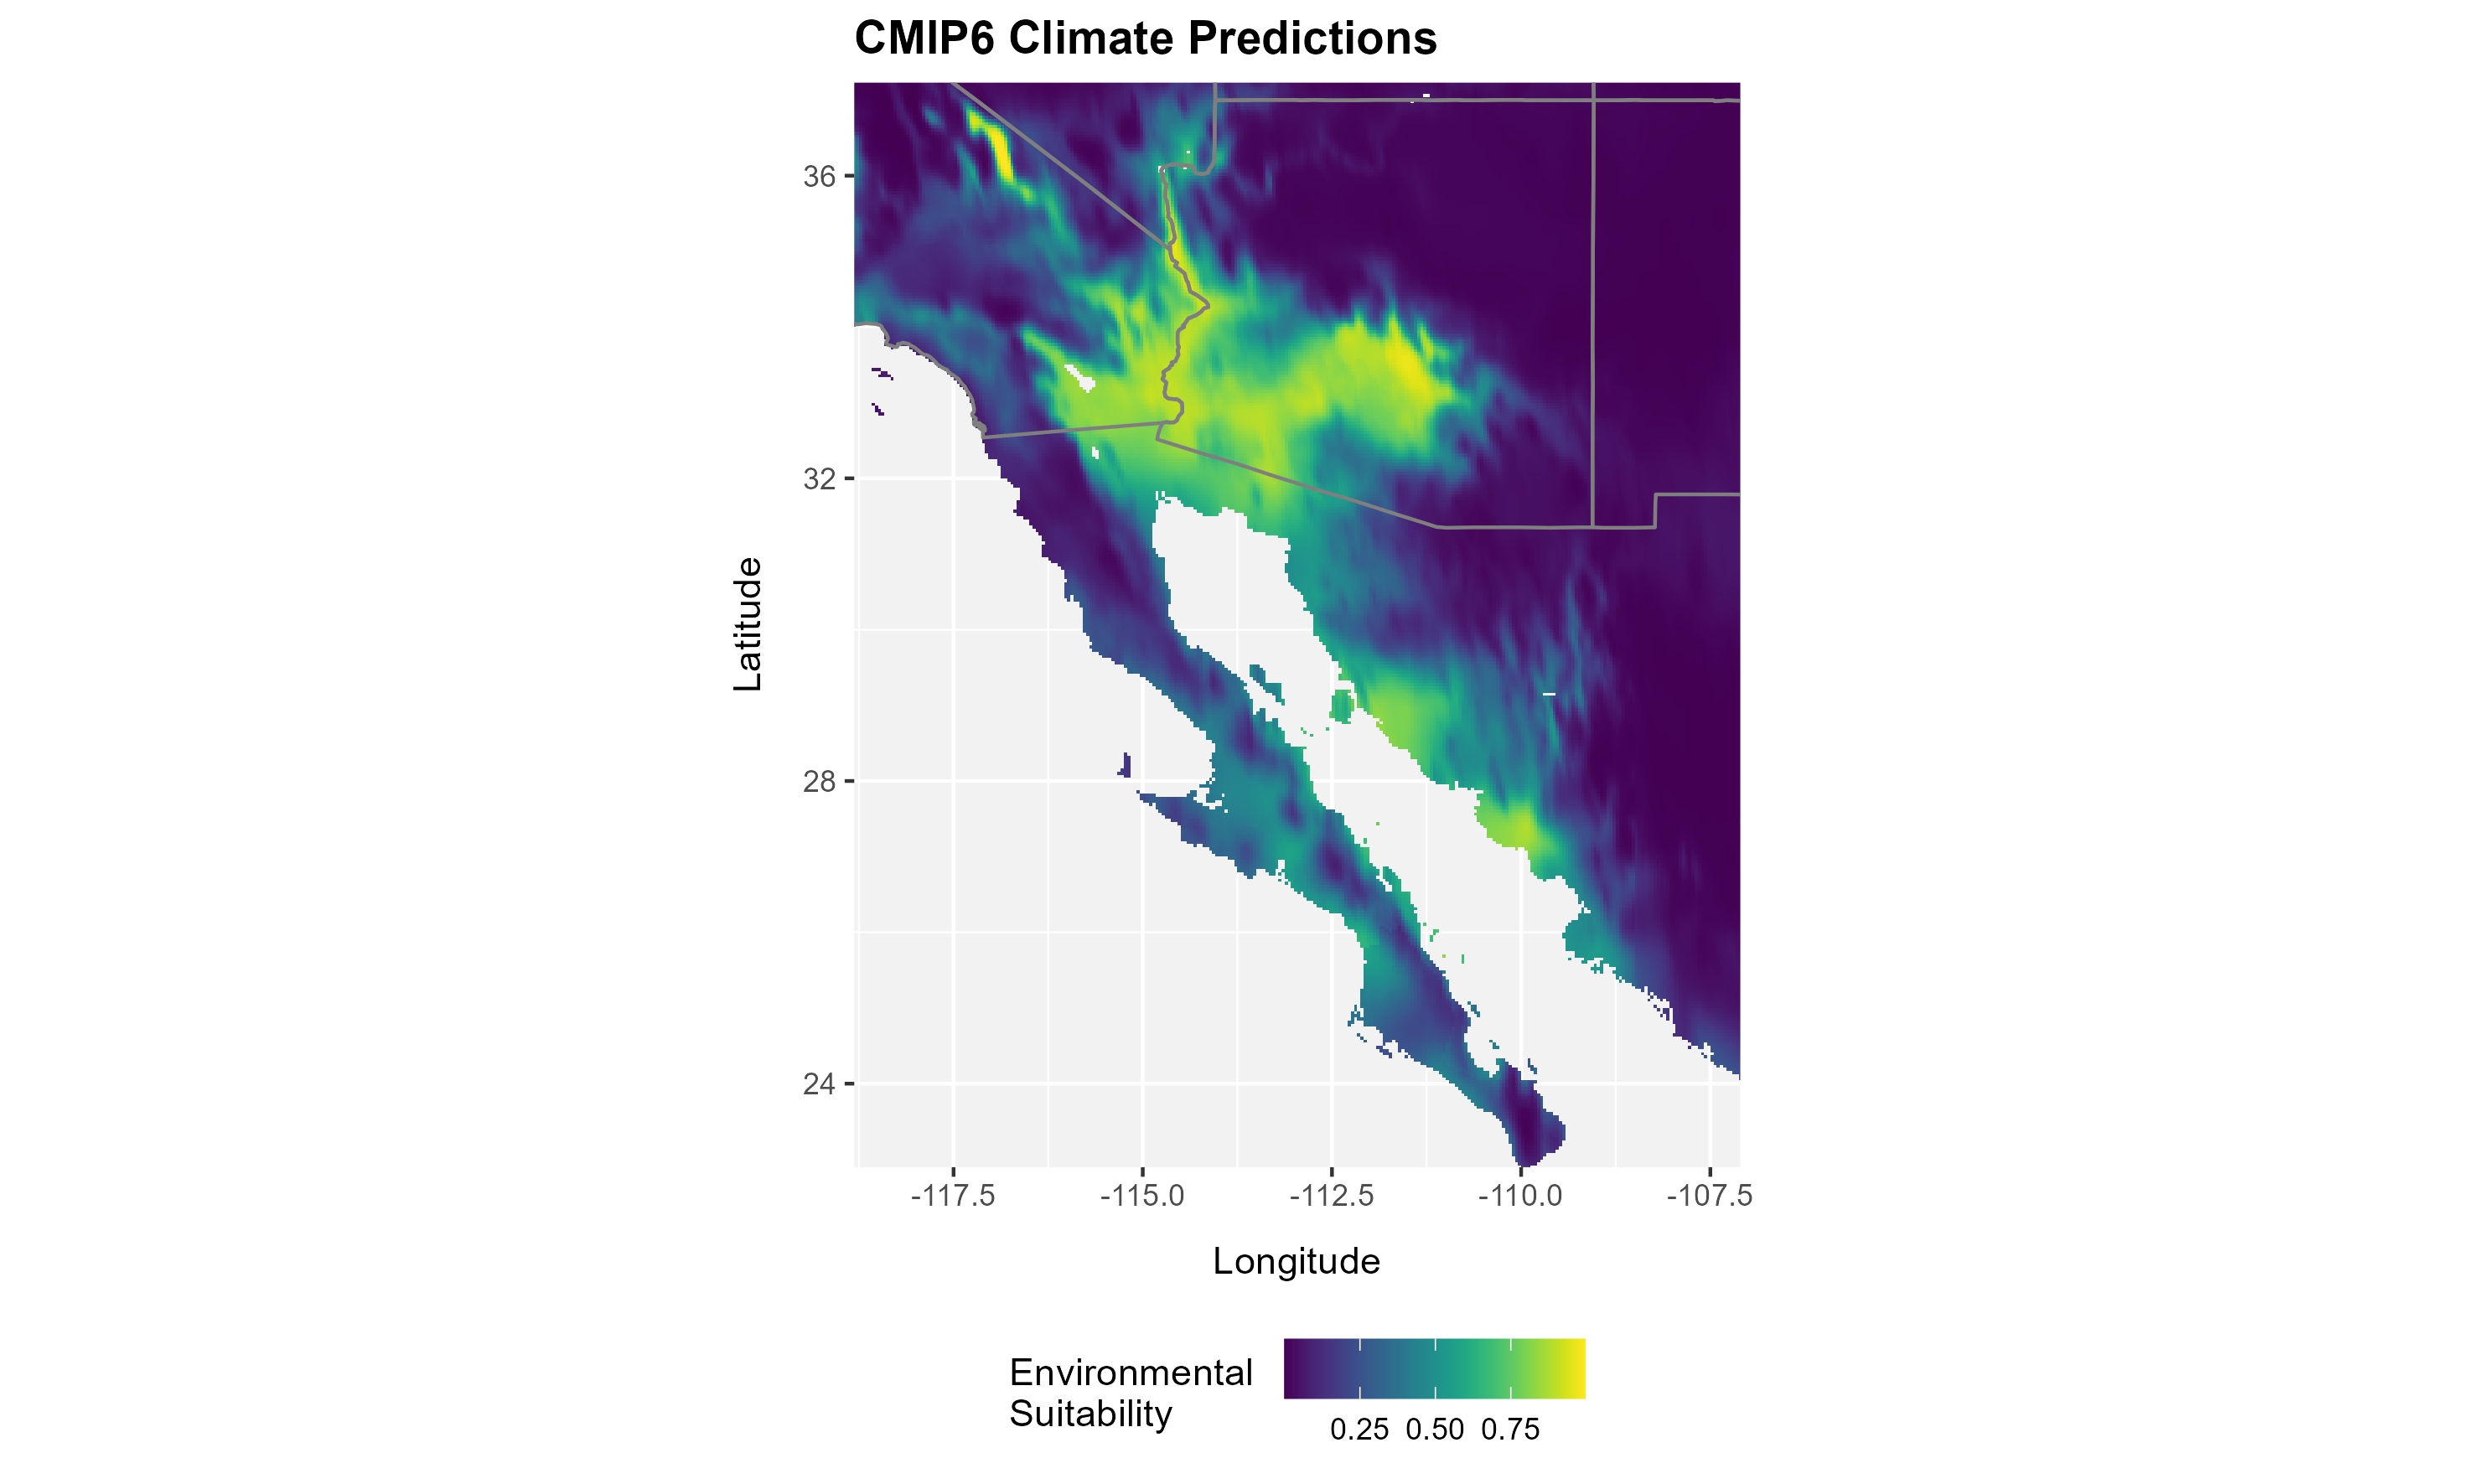 CMIP6 Climate Predictions
36
32
28
24
Latitude
-117.5 -115.0 -112.5 -110.0 -107.5
Longitude
Environmental
Suitability
0.25 0.50 0.75